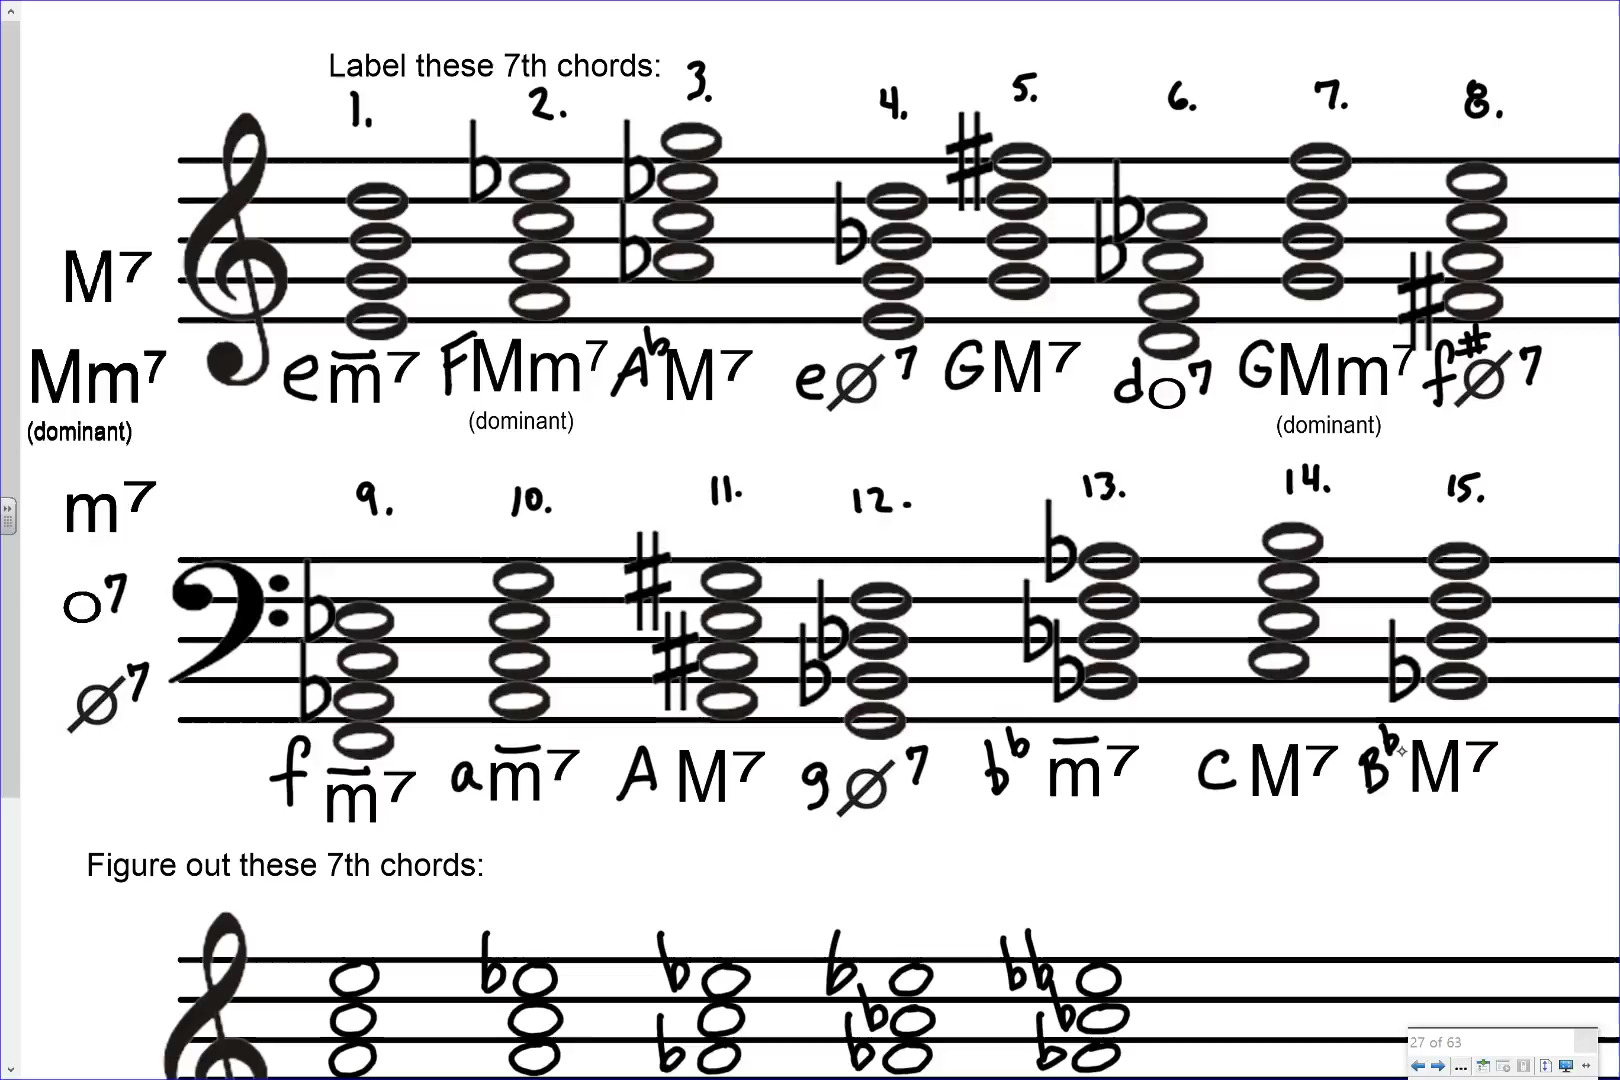 Label these 7th chords:
1. 2. 3. 4. 5. 6. 7. 8.
M7
Mm7
(dominant)
em7 FMm7 A♭M7 eø7 GM7 do7 GMm7 f#ø7
(dominant) (dominant)
m7
9. 10. 11. 12. 13. 14. 15.
o7
ø7
fm7 am7 AM7 gø7 b♭m7 CM7 B♭M7
Figure out these 7th chords:
27 of 63